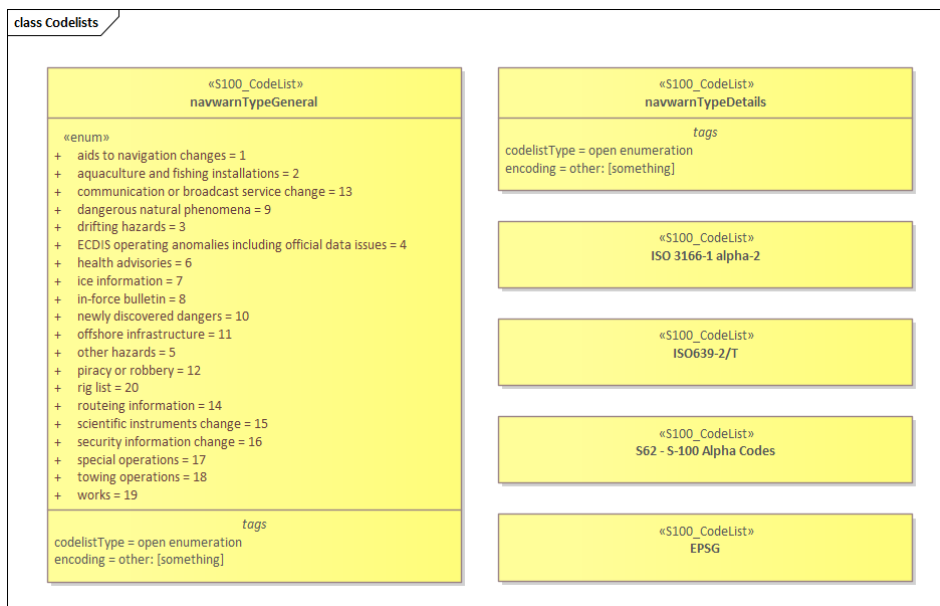 class Codelists
«S100_CodeList»
navwarnTypeGeneral
«enum»
+ aids to navigation changes = 1
+ aquaculture and fishing installations = 2
+ communication or broadcast service change = 13
+ dangerous natural phenomena = 9
+ drifting hazards = 3
+ ECDIS operating anomalies including official data issues = 4
+ health advisories = 6
+ ice information = 7
+ in-force bulletin = 8
+ newly discovered dangers = 10
+ offshore infrastructure = 11
+ other hazards = 5
+ piracy or robbery = 12
+ rig list = 20
+ routeing information = 14
+ scientific instruments change = 15
+ security information change = 16
+ special operations = 17
+ towing operations = 18
+ works = 19
tags
codelistType = open enumeration
encoding = other: [something]
«S100_CodeList»
navwarnTypeDetails
tags
codelistType = open enumeration
encoding = other: [something]
«S100_CodeList»
ISO 3166-1 alpha-2
«S100_CodeList»
ISO639-2/T
«S100_CodeList»
S62 - S-100 Alpha Codes
«S100_CodeList»
EPSG